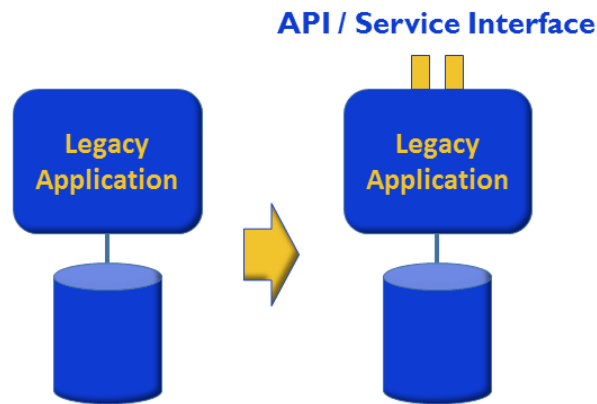 API / Service Interface
Legacy
Application
Legacy
Application